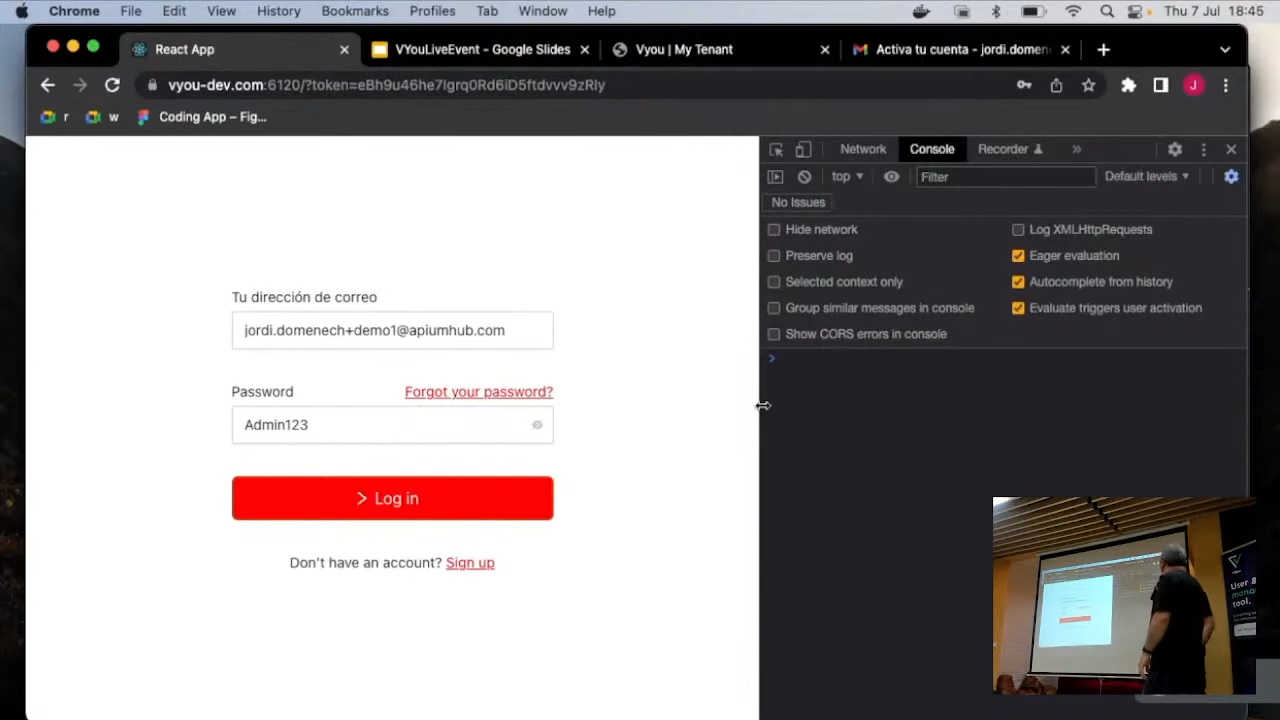 Chrome File Edit View History Bookmarks Profiles Tab Window Help Thu 7 Jul 18:45
React App VYouLiveEvent - Google Slides Vyou | My Tenant Activa tu cuenta - jordi.domen
vyou-dev.com:6120/?token=eBh9u46he7lgrq0Rd6iD5ftdvvv9zRly J
r w Coding App – Fig...
Network Console Recorder »
top Filter Default levels
No Issues
Hide network Log XMLHttpRequests
Preserve log Eager evaluation
Selected context only Autocomplete from history
Group similar messages in console Evaluate triggers user activation
Show CORS errors in console
Tu dirección de correo
jordi.domenech+demo1@apiumhub.com
Password Forgot your password?
Admin123
> Log in
Don't have an account? Sign up
User &
mana
tool.